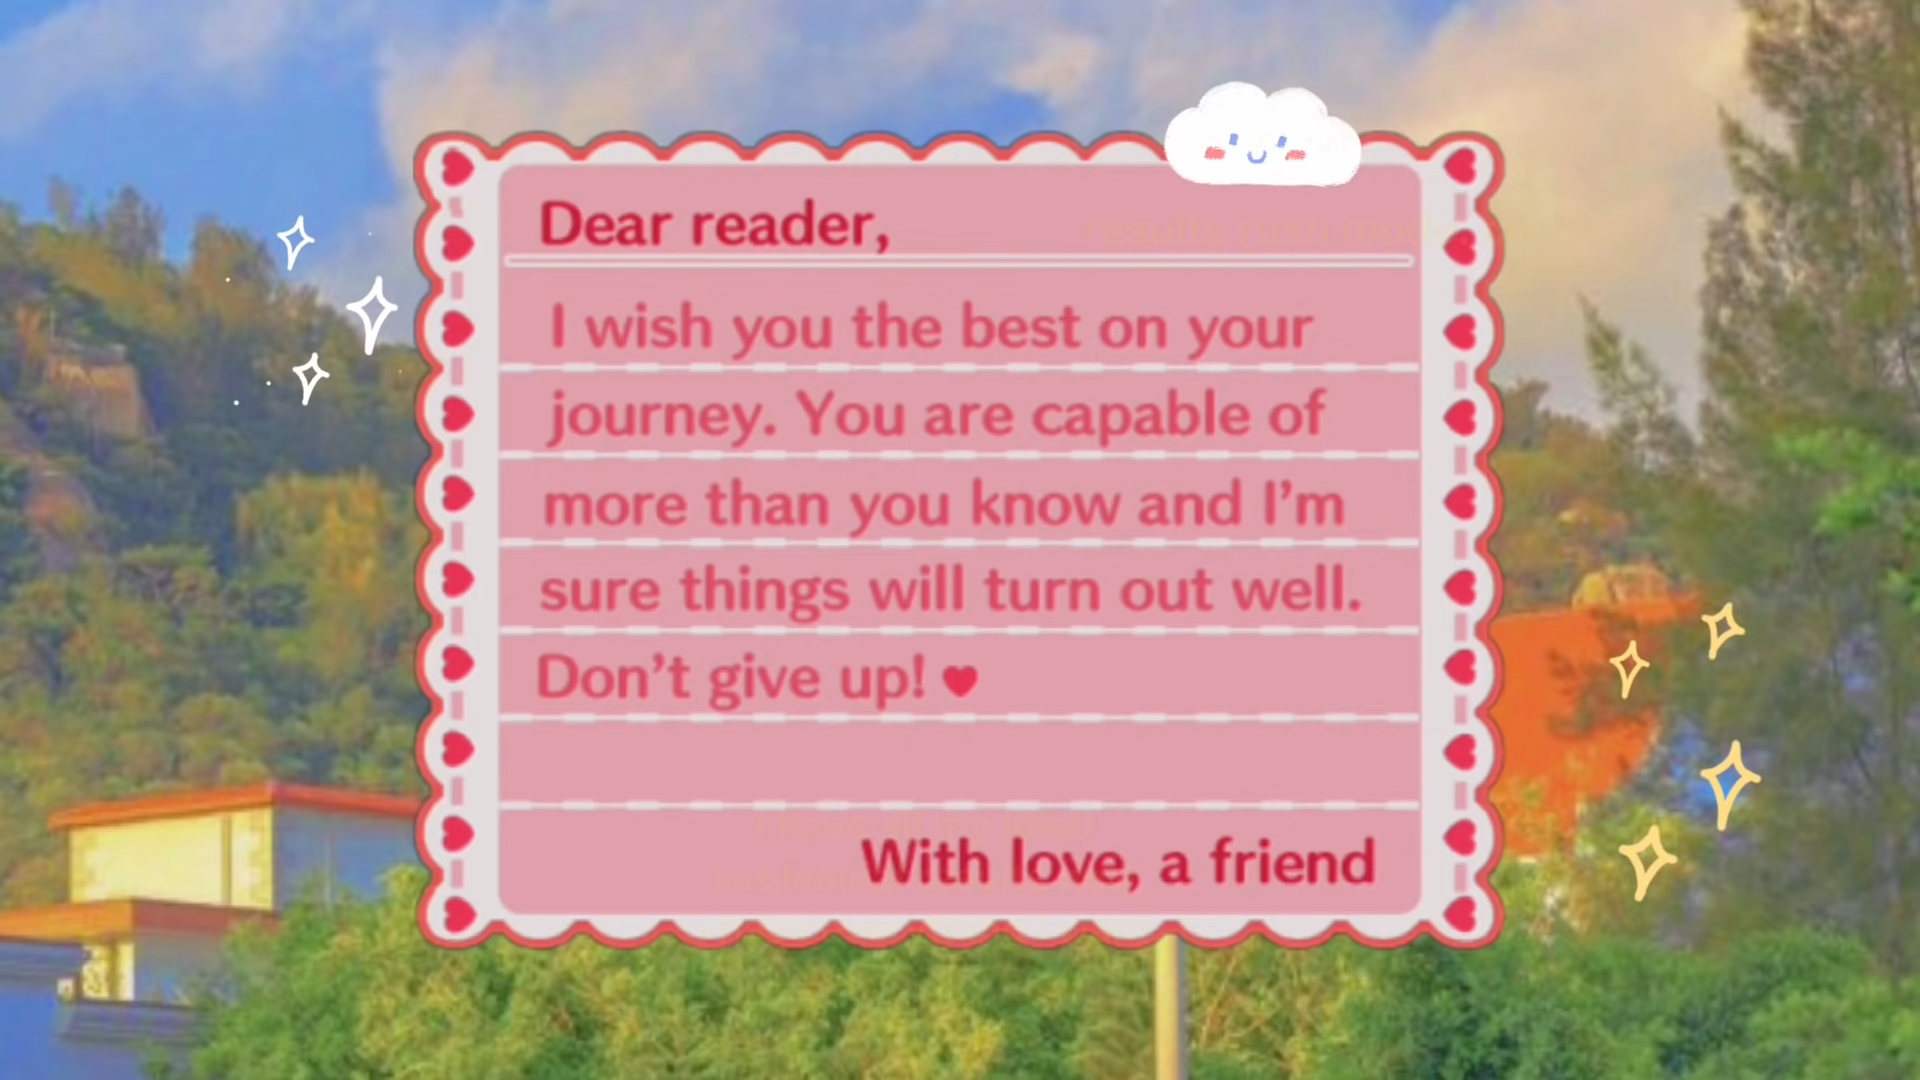 Dear reader,
I wish you the best on your
journey. You are capable of
more than you know and I'm
sure things will turn out well.
Don't give up! ♥
With love, a friend